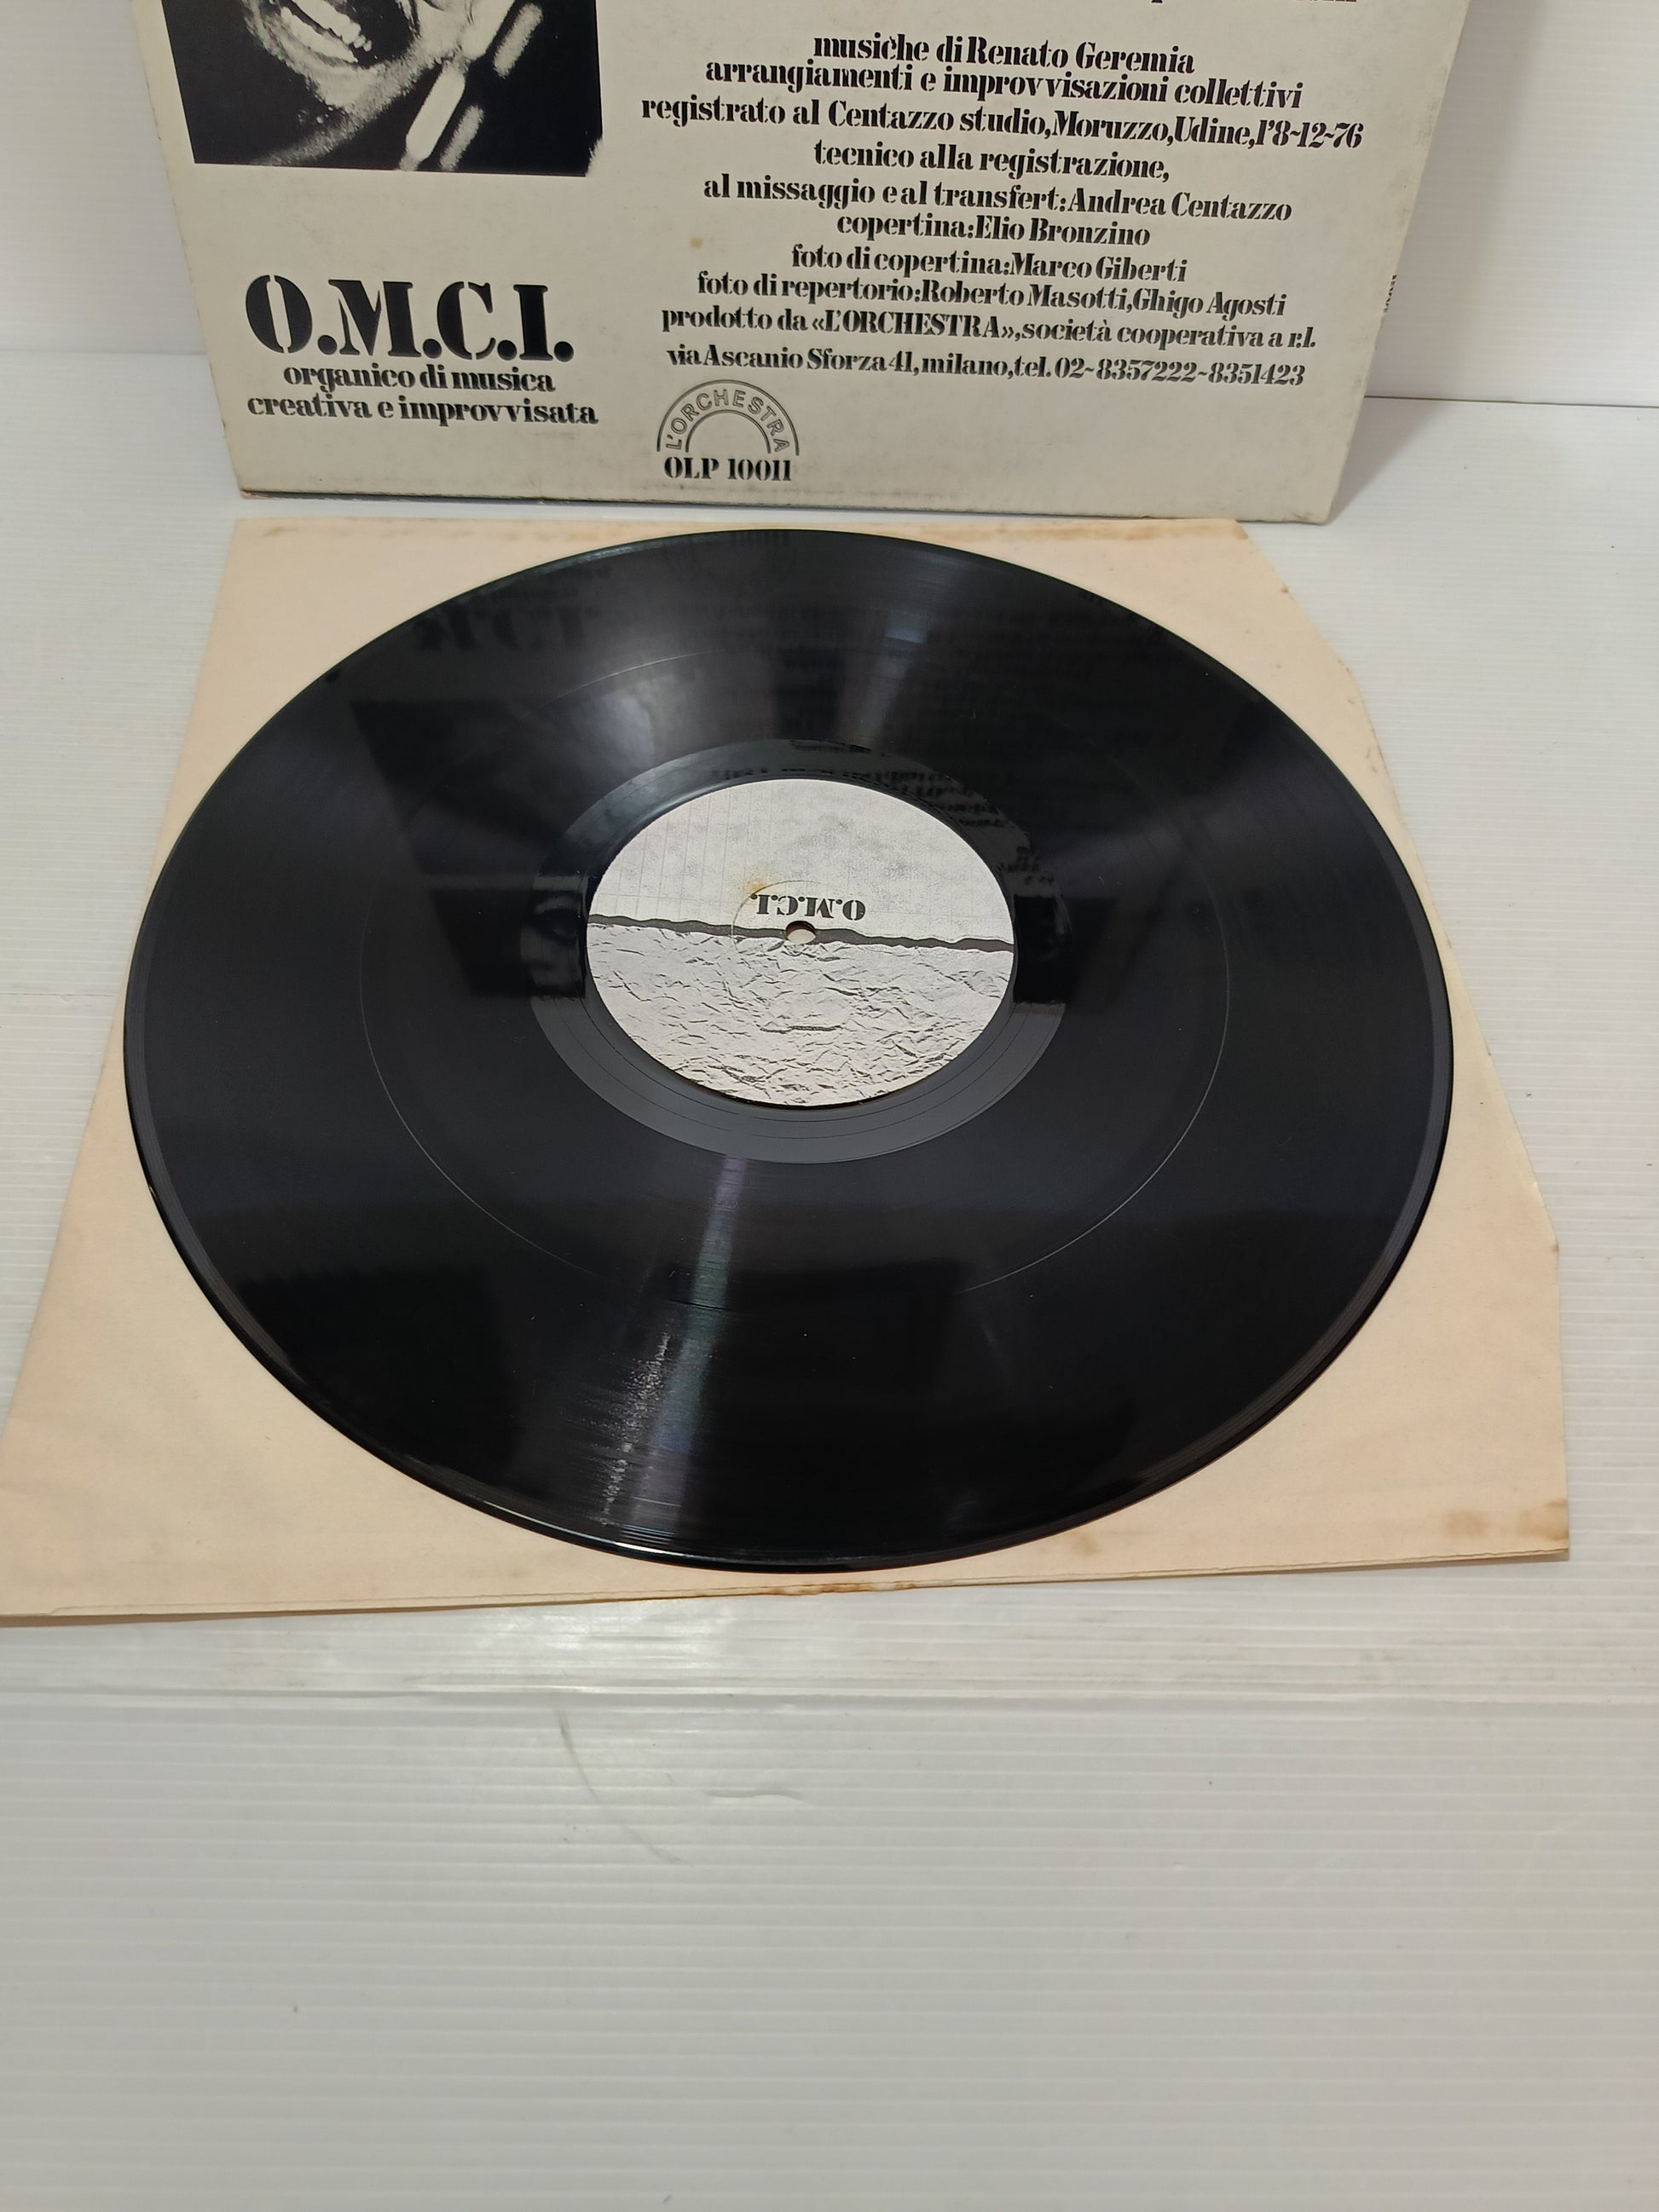 musiche di Renato Geremia
arrangiamenti e improvvisazioni collettivi
registrato al Centazzo studio, Moruzzo, Udine, l'8-12-76
tecnico alla registrazione,
al missaggio e al transfert: Andrea Centazzo
copertina: Elio Bronzino
foto di copertina: Marco Giberti
foto di repertorio: Roberto Masotti, Ghigo Agosti
prodotto da «L'ORCHESTRA», società cooperativa a r.l.
via Ascanio Sforza 41, milano, tel. 02-8357222-8351423
O.M.C.I.
organico di musica
creativa e improvvisata
L'ORCHESTRA
OLP 10011
O.M.C.I.